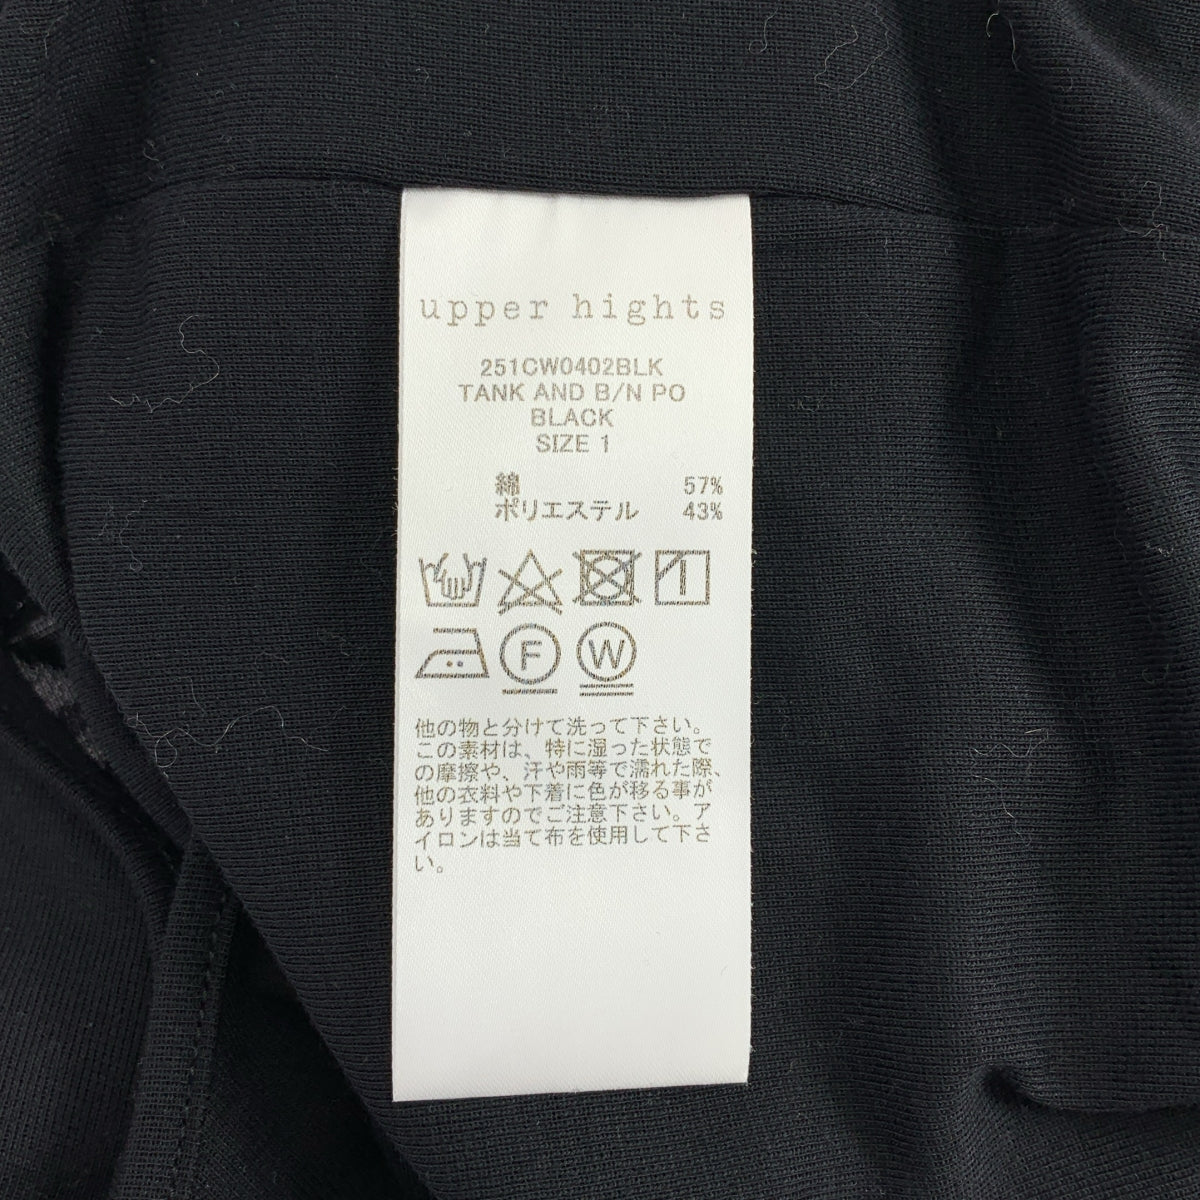 upper hights
251CW0402BLK
TANK AND B/N PO
BLACK
SIZE 1
綿 57%
ポリエステル 43%
F W
他の物と分けて洗って下さい。
この素材は、特に湿った状態で
の摩擦や、汗や雨等で濡れた際、
他の衣料や下着に色が移る事が
ありますのでご注意下さい。ア
イロンは当て布を使用して下さ
い。